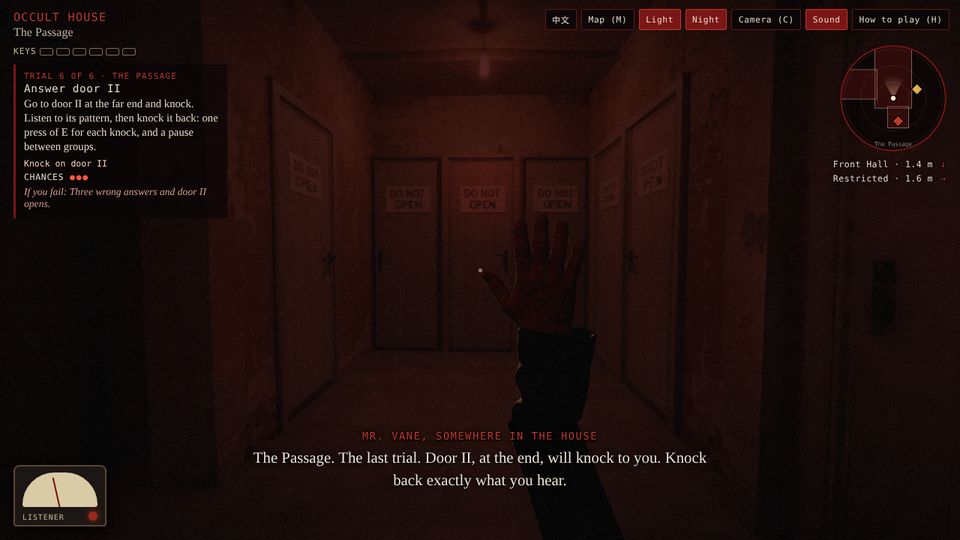 OCCULT HOUSE
The Passage
KEYS
TRIAL 6 OF 6 · THE PASSAGE
Answer door II
Go to door II at the far end and knock.
Listen to its pattern, then knock it back: one
press of E for each knock, and a pause
between groups.
Knock on door II
CHANCES
If you fail: Three wrong answers and door II
opens.
中文
Map (M)
Light
Night
Camera (C)
Sound
How to play (H)
The Passage
Front Hall · 1.4 m ↓
Restricted · 1.6 m →
DO NOT
OPEN
DO NOT
OPEN
DO NOT
OPEN
DO NOT
OPEN
MR. VANE, SOMEWHERE IN THE HOUSE
The Passage. The last trial. Door II, at the end, will knock to you. Knock
back exactly what you hear.
LISTENER